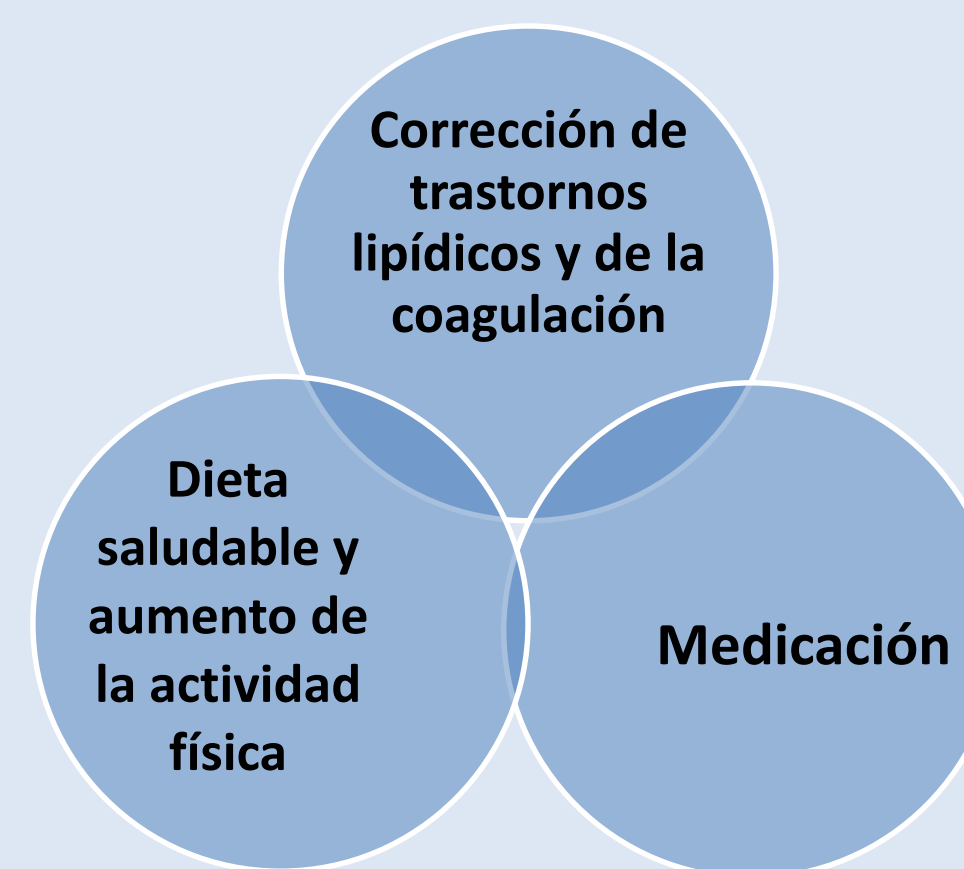 Corrección de
trastornos
lipídicos y de la
coagulación
Dieta
saludable y
aumento de
la actividad
física
Medicación